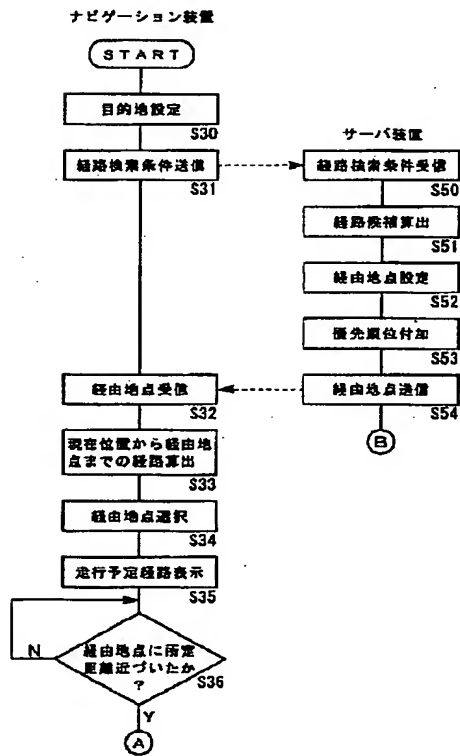 ナビゲーション装置
START
目的地設定
S30
サーバ装置
経路検索条件送信
S31
経路検索条件受信
S50
経路候補算出
S51
経由地点設定
S52
優先順位付加
S53
経由地点受信
S32
経由地点送信
S54
B
現在位置から経由地
点までの経路算出
S33
経由地点選択
S34
走行予定経路表示
S35
N
経由地点に所定
距離近づいたか
?
S36
Y
A